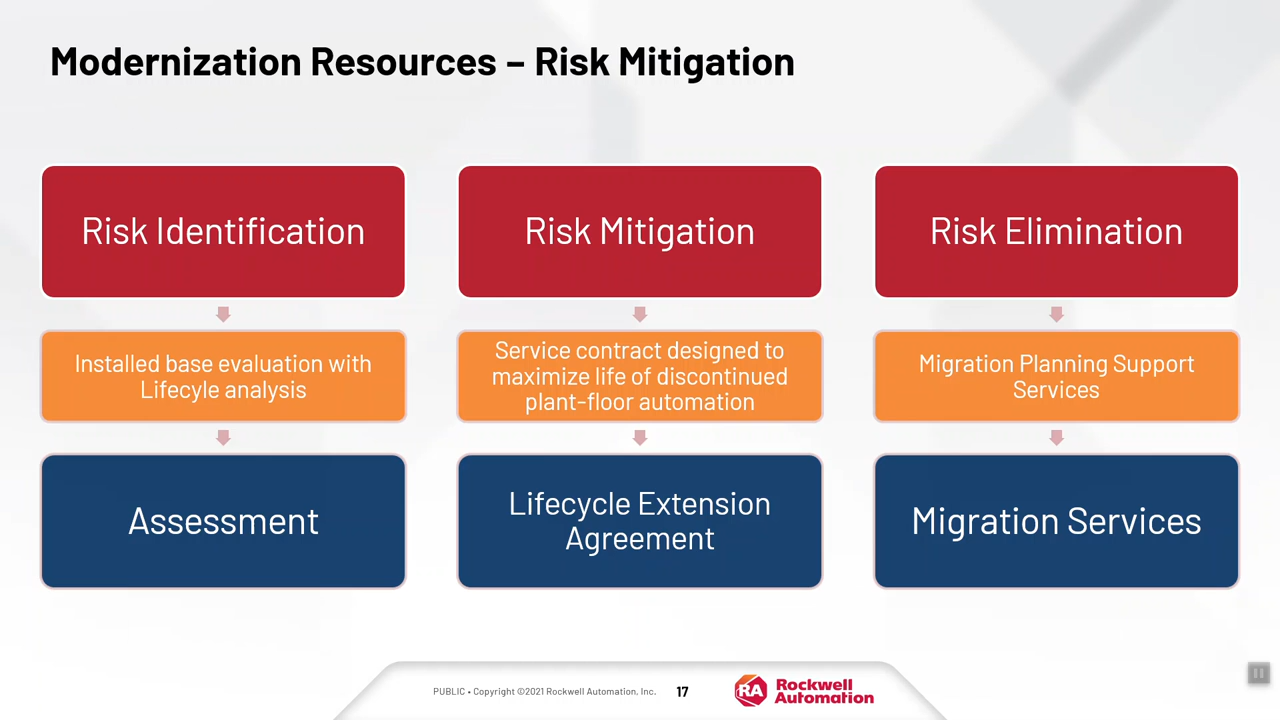 Modernization Resources – Risk Mitigation
Risk Identification
Installed base evaluation with
Lifecyle analysis
Assessment
Risk Mitigation
Service contract designed to
maximize life of discontinued
plant-floor automation
Lifecycle Extension
Agreement
Risk Elimination
Migration Planning Support
Services
Migration Services
PUBLIC • Copyright ©2021 Rockwell Automation, Inc.
17
RA
Rockwell
Automation